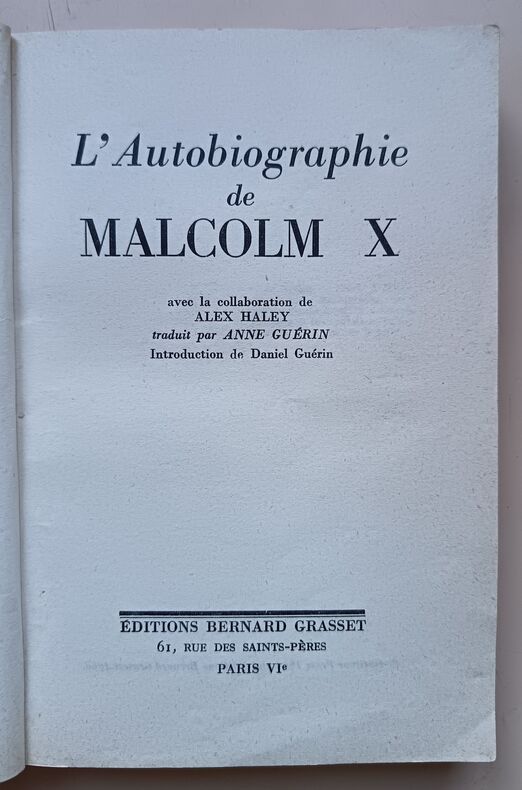 L'Autobiographie
de
MALCOLM X
avec la collaboration de
ALEX HALEY
traduit par ANNE GUÉRIN
Introduction de Daniel Guérin
ÉDITIONS BERNARD GRASSET
61, RUE DES SAINTS-PÈRES
PARIS VIe